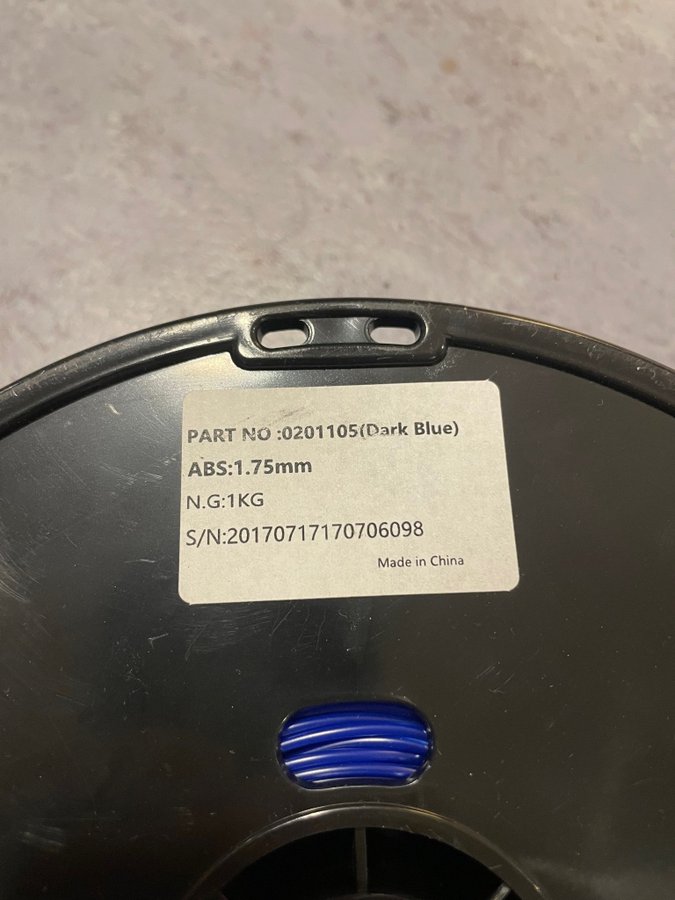 PART NO :0201105(Dark Blue)
ABS:1.75mm
N.G:1KG
S/N:20170717170706098
Made in China